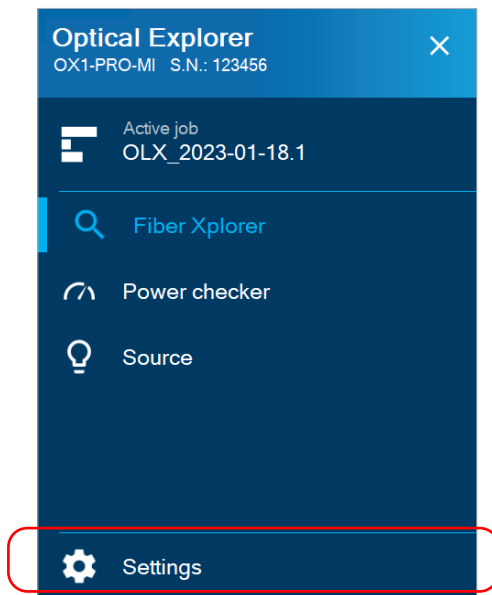 Optical Explorer
OX1-PRO-MI S.N.: 123456
Active job
OLX_2023-01-18.1
Fiber Xplorer
Power checker
Source
Settings